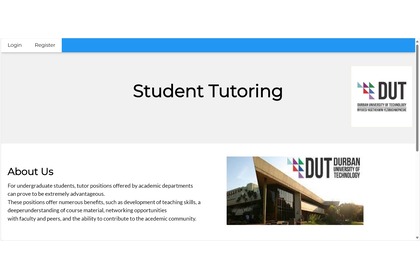 Login Register
Student Tutoring
DUT
DURBAN UNIVERSITY OF TECHNOLOGY
INYUVESI YASETHEKWINI YEZOBUCHWEPHESHE
About Us
For undergraduate students, tutor positions offered by academic departments
can prove to be extremely advantageous.
These positions offer numerous benefits, such as development of teaching skills, a
deeperunderstanding of course material, networking opportunities
with faculty and peers, and the ability to contribute to the acedemic community.
DUT DURBAN
UNIVERSITY OF
TECHNOLOGY